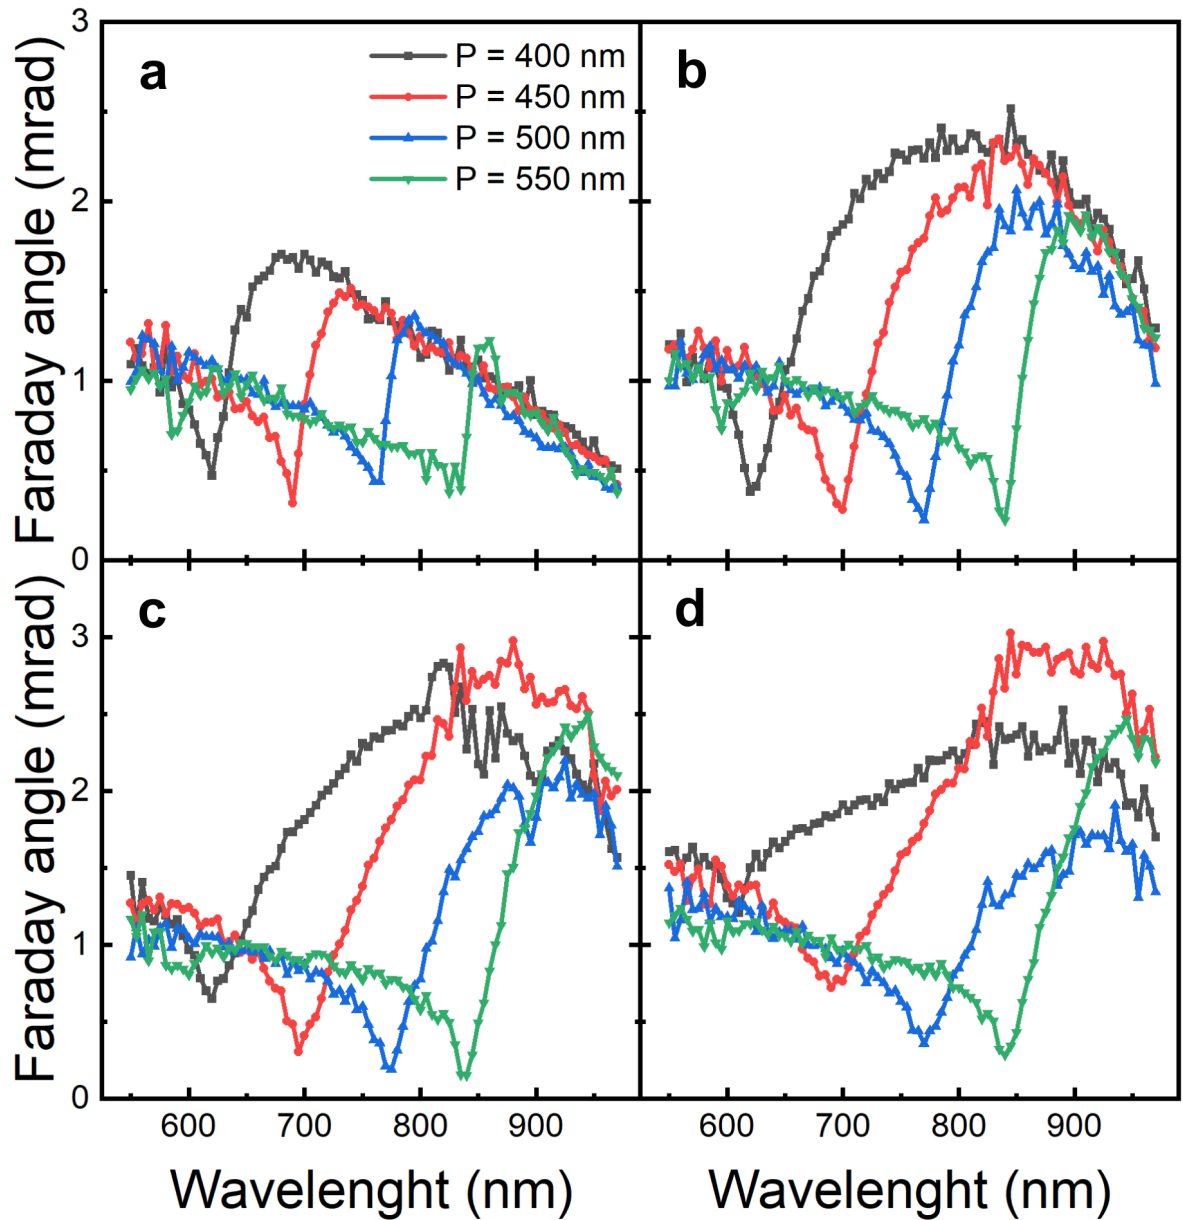 a
P = 400 nm
P = 450 nm
P = 500 nm
P = 550 nm
b
Faraday angle (mrad)
3
2
1
0
c
d
Faraday angle (mrad)
3
2
1
0
600 700 800 900
600 700 800 900
Wavelenght (nm)
Wavelenght (nm)